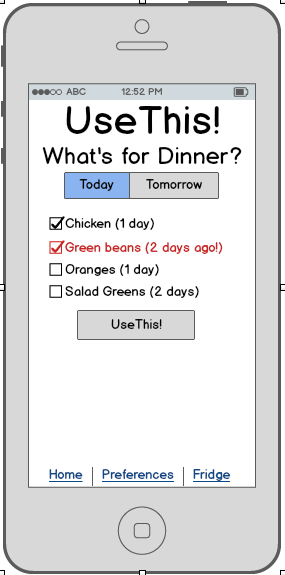 ABC 12:52 PM
UseThis!
What's for Dinner?
Today Tomorrow
Chicken (1 day)
Green beans (2 days ago!)
Oranges (1 day)
Salad Greens (2 days)
UseThis!
Home Preferences Fridge